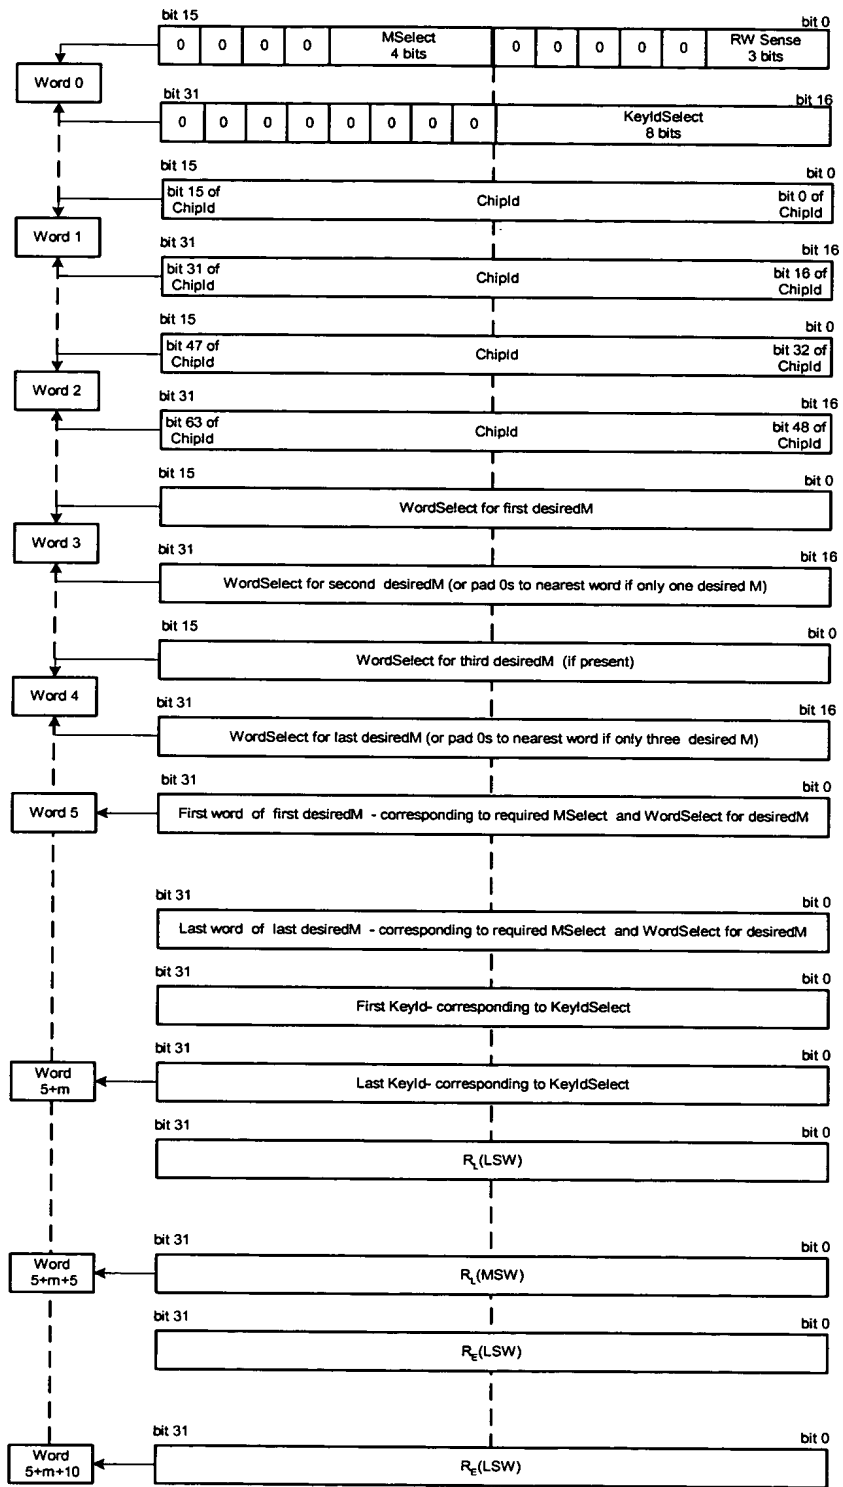 bit 15
bit 0
0 0 0 0 MSelect 4 bits 0 0 0 0 0 RW Sense 3 bits
Word 0
bit 31
bit 16
0 0 0 0 0 0 0 0 KeyIdSelect 8 bits
bit 15
bit 0
bit 15 of ChipId
ChipId
bit 0 of ChipId
Word 1
bit 31
bit 16
bit 31 of ChipId
ChipId
bit 16 of ChipId
bit 15
bit 0
bit 47 of ChipId
ChipId
bit 32 of ChipId
Word 2
bit 31
bit 16
bit 63 of ChipId
ChipId
bit 48 of ChipId
bit 15
bit 0
WordSelect for first desiredM
Word 3
bit 31
bit 16
WordSelect for second desiredM (or pad 0s to nearest word if only one desired M)
bit 15
bit 0
WordSelect for third desiredM (if present)
Word 4
bit 31
bit 16
WordSelect for last desiredM (or pad 0s to nearest word if only three desired M)
bit 31
bit 0
Word 5
First word of first desiredM - corresponding to required MSelect and WordSelect for desiredM
bit 31
bit 0
Last word of last desiredM - corresponding to required MSelect and WordSelect for desiredM
bit 31
bit 0
First KeyId- corresponding to KeyIdSelect
bit 31
bit 0
Word 5+m
Last KeyId- corresponding to KeyIdSelect
bit 31
bit 0
R_L(LSW)
bit 31
bit 0
Word 5+m+5
R_L(MSW)
bit 31
bit 0
R_E(LSW)
bit 31
bit 0
Word 5+m+10
R_E(LSW)